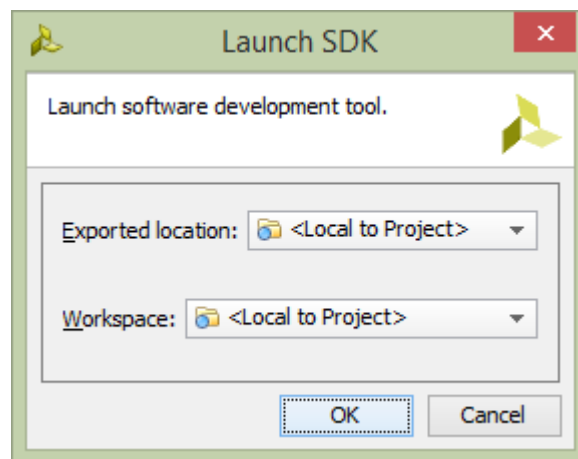 Launch SDK
Launch software development tool.
Exported location: <Local to Project>
Workspace: <Local to Project>
OK Cancel